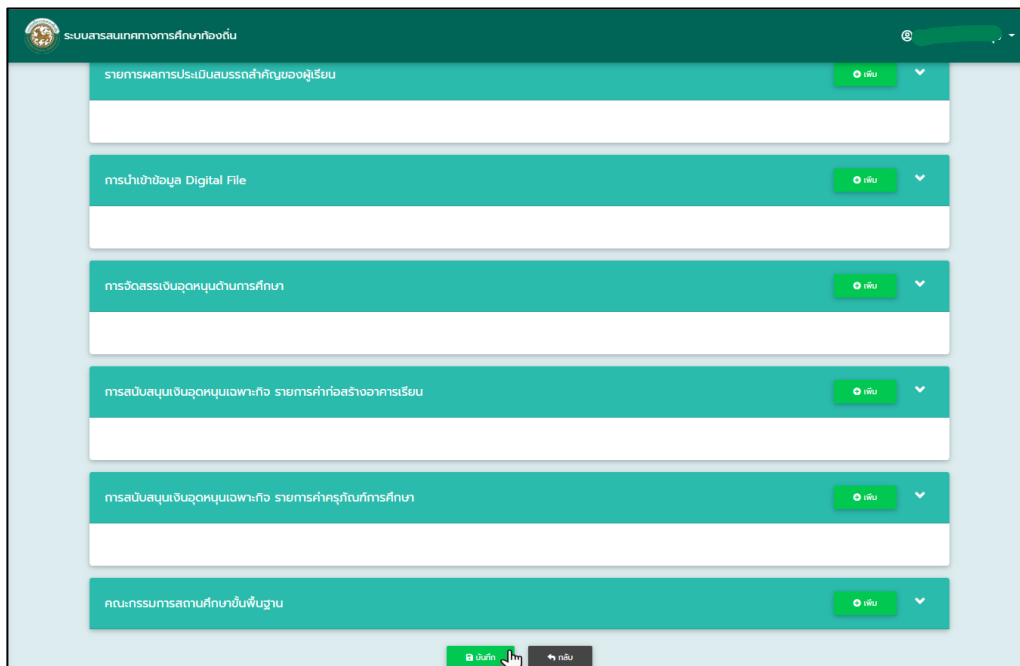 ระบบสารสนเทศทางการศึกษาท้องถิ่น
รายการผลการประเมินสมรรถสำคัญของผู้เรียน
เพิ่ม
การนำเข้าข้อมูล Digital File
เพิ่ม
การจัดสรรเงินอุดหนุนด้านการศึกษา
เพิ่ม
การสนับสนุนเงินอุดหนุนเฉพาะกิจ รายการค่าก่อสร้างอาคารเรียน
เพิ่ม
การสนับสนุนเงินอุดหนุนเฉพาะกิจ รายการค่าครุภัณฑ์การศึกษา
เพิ่ม
คณะกรรมการสถานศึกษาขั้นพื้นฐาน
เพิ่ม
บันทึก
กลับ